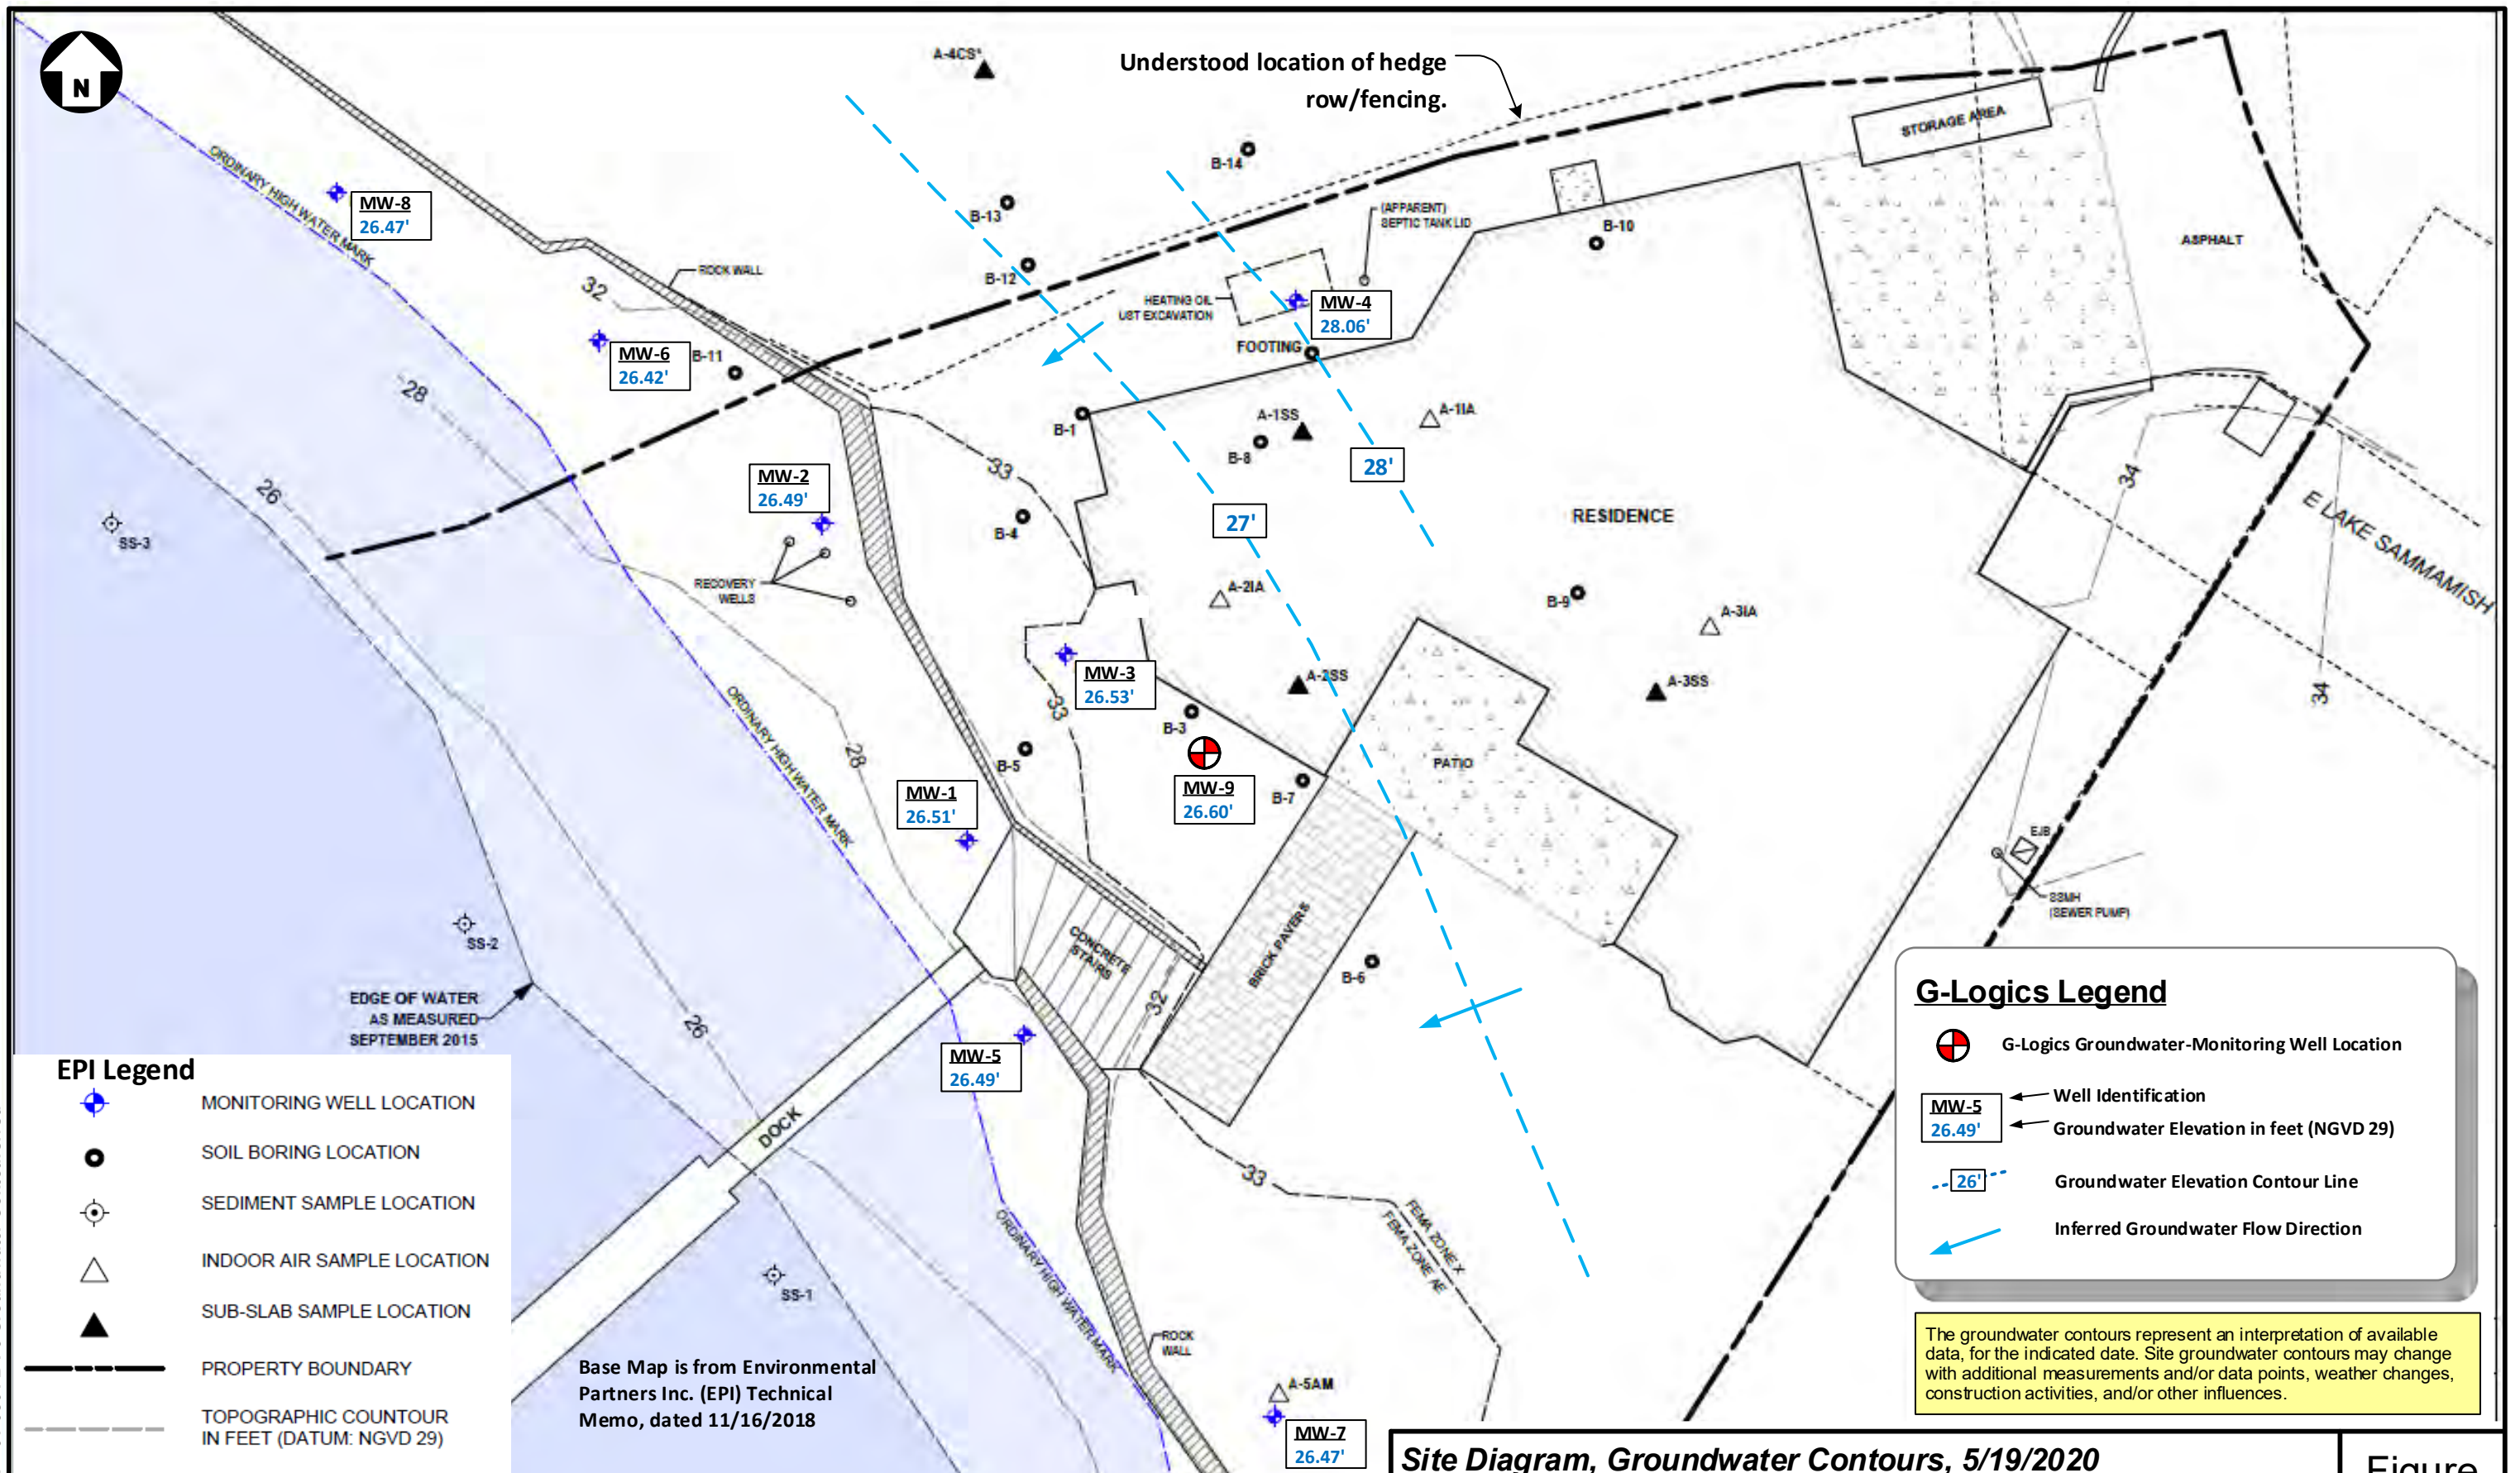 N
A-4CS*
Understood location of hedge
row/fencing.
STORAGE AREA
B-14
ORDINARY HIGH WATER MARK
MW-8
26.47'
B-13
(APPARENT)
SEPTIC TANK LID
B-10
ASPHALT
ROCK WALL
B-12
32
HEATING OIL
UST EXCAVATION
MW-4
28.06'
FOOTING
MW-6
26.42'
B-11
28
A-1SS
A-1IA
B-1
B-8
33
28'
34
MW-2
26.49'
26
27'
RESIDENCE
E LAKE SAMMAMISH
SS-3
B-4
RECOVERY
WELLS
A-2IA
B-9
A-3IA
MW-3
26.53'
A-2SS
A-3SS
34
33
ORDINARY HIGH WATER MARK
B-3
28
B-5
PATIO
MW-1
26.51'
MW-9
26.60'
B-7
EJB
SSMH
(SEWER PUMP)
SS-2
CONCRETE
STAIRS
BRICK PAVERS
B-6
32
EDGE OF WATER
AS MEASURED
SEPTEMBER 2015
26
MW-5
26.49'
DOCK
33
FEMA ZONE X
FEMA ZONE AE
ORDINARY HIGH WATER MARK
SS-1
ROCK
WALL
A-5AM
MW-7
26.47'
EPI Legend
MONITORING WELL LOCATION
SOIL BORING LOCATION
SEDIMENT SAMPLE LOCATION
INDOOR AIR SAMPLE LOCATION
SUB-SLAB SAMPLE LOCATION
PROPERTY BOUNDARY
TOPOGRAPHIC COUNTOUR
IN FEET (DATUM: NGVD 29)
Base Map is from Environmental
Partners Inc. (EPI) Technical
Memo, dated 11/16/2018
G-Logics Legend
G-Logics Groundwater-Monitoring Well Location
MW-5
26.49'
Well Identification
Groundwater Elevation in feet (NGVD 29)
26'
Groundwater Elevation Contour Line
Inferred Groundwater Flow Direction
The groundwater contours represent an interpretation of available
data, for the indicated date. Site groundwater contours may change
with additional measurements and/or data points, weather changes,
construction activities, and/or other influences.
Site Diagram, Groundwater Contours, 5/19/2020
Figure